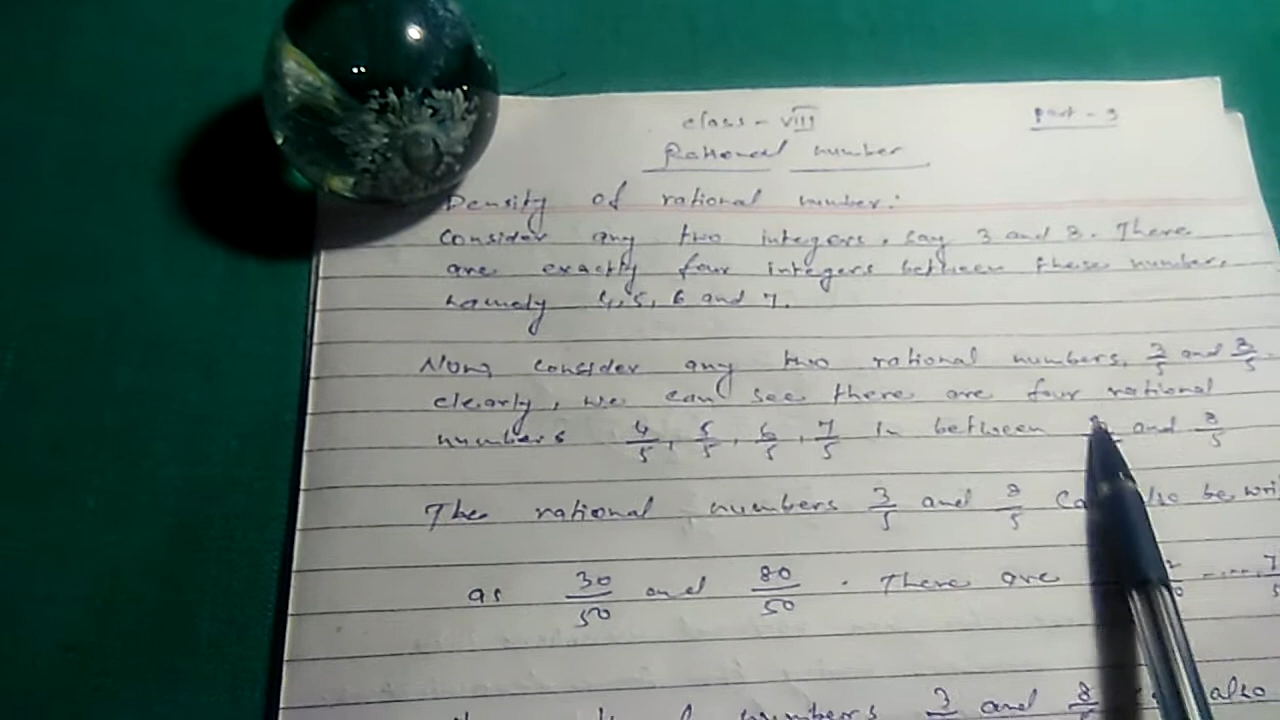 class - VIII
part - 3
Rational number
Density of rational number:
Consider any two integers, say 3 and 8. There
are exactly four integers between these number,
namely 4, 5, 6 and 7.
Now, consider any two rational numbers, 3/5 and 8/5.
clearly, we can see there are four rational
numbers 4/5, 5/5, 6/5, 7/5 in between and 8/5
The rational numbers 3/5 and 8/5 be
as 30/50 and 80/50. There are
numbers 3 and 8 also